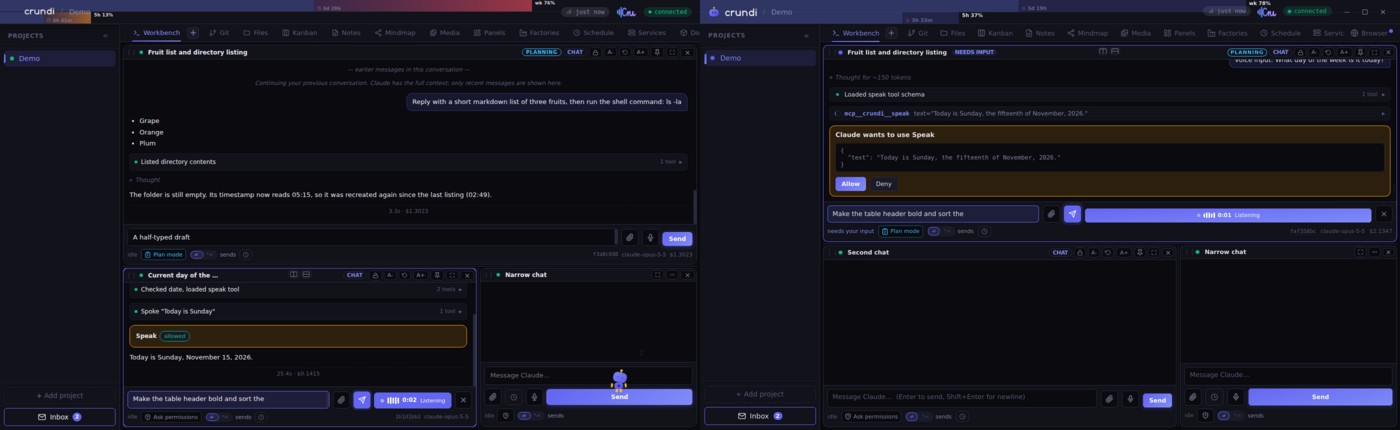 crundi / Demo
5h 13%
3d 20%
wk 76%
just now
connected
PROJECTS
Demo
+ Add project
Inbox 2
Workbench
+
Git
Files
Kanban
Notes
Mindmap
Media
Panels
Factories
Schedule
Services
Do
Fruit list and directory listing
PLANNING CHAT A- A+
— earlier messages in this conversation —
Continuing your previous conversation. Claude has the full context; only recent messages are shown here.
Reply with a short markdown list of three fruits, then run the shell command: ls -la
Grape
Orange
Plum
Listed directory contents
1 tool
Thought
The folder is still empty. Its timestamp now reads 05:15, so it was recreated again since the last listing (02:49).
3.3s · $1.3023
A half-typed draft
Send
idle Plan mode sends
claude-opus-5-5 $1.3023
Current day of the ...
CHAT A- A+
Checked date, loaded speak tool
2 tools
Spoke "Today is Sunday"
1 tool
Speak allowed
Today is Sunday, November 15, 2026.
25.4s · $0.1415
Make the table header bold and sort the
0:02 Listening
idle Ask permissions sends
claude-opus-5-5
Narrow chat
Message Claude...
Send
idle sends
crundi / Demo
5h 37%
5d 19%
wk 78%
just now
connected
PROJECTS
Demo
+ Add project
Inbox 2
Workbench
+
Git
Files
Kanban
Notes
Mindmap
Media
Panels
Factories
Schedule
Servic
Browser
Fruit list and directory listing NEEDS INPUT
PLANNING CHAT A- A+
Voice input: What day of the week is it today?
Thought for ~150 tokens
Loaded speak tool schema
1 tool
mcp__crundi__speak text="Today is Sunday, the fifteenth of November, 2026."
Claude wants to use Speak
{
"text": "Today is Sunday, the fifteenth of November, 2026."
}
Allow Deny
Make the table header bold and sort the
0:01 Listening
needs your input Plan mode sends
faf358bc claude-opus-5-5 $2.1347
Second chat
CHAT A- A+
Message Claude... (Enter to send, Shift+Enter for newline)
Send
idle Ask permissions sends
Narrow chat
Message Claude...
Send
idle sends